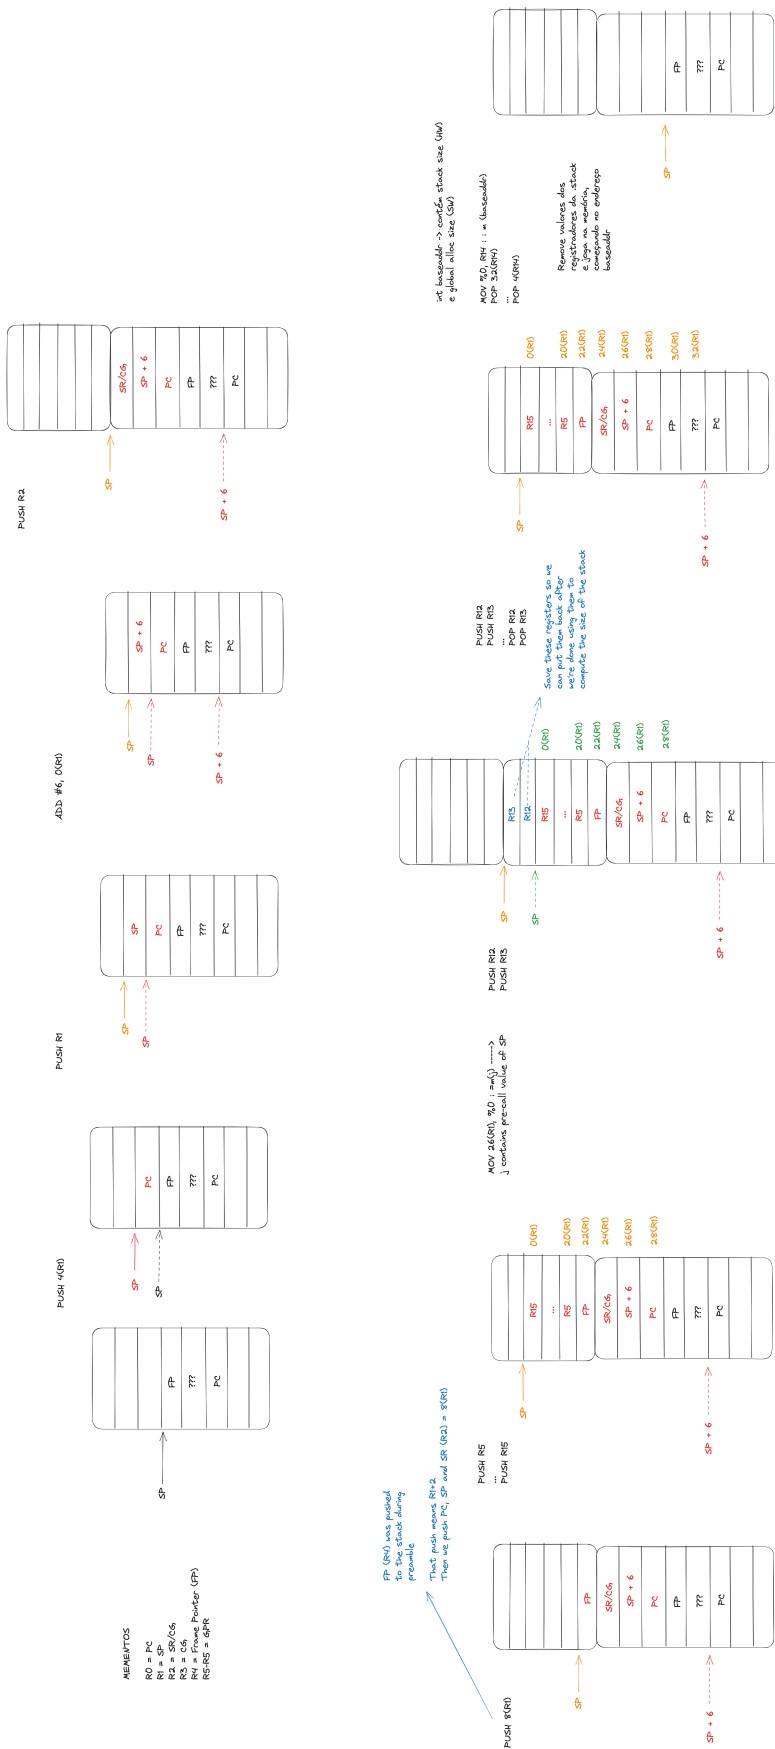 MEMENTOS
R0 = PC
R1 = SP
R2 = SR/CG
R3 = CG
R4 = Frame Pointer (FP)
R5-R5 = GPR
SP
FP
???
PC
PUSH 4(R1)
SP
SP
PC
FP
???
PC
PUSH R1
SP
SP
SP
PC
FP
???
PC
ADD #6, 0(R1)
SP
SP
SP + 6
SP + 6
PC
FP
???
PC
PUSH R2
SP
SP + 6
SR/CG
SP + 6
PC
FP
???
PC
FP (R4) was pushed
to the stack during
preamble
That push means R1+2
Then we push PC, SP and SR (R2) = 8(R1)
PUSH 8(R1)
SP
SP + 6
FP
SR/CG
SP + 6
PC
FP
???
PC
PUSH R5
...
PUSH R15
SP
SP + 6
R15
...
R5
FP
SR/CG
SP + 6
PC
FP
???
PC
0(R1)
20(R1)
22(R1)
24(R1)
26(R1)
28(R1)
MOV 26(R1), %0 : =m(j) ----->
j contains pre-call value of SP
PUSH R12
PUSH R13
SP
SP
SP + 6
R13
R12
R15
...
R5
FP
SR/CG
SP + 6
PC
FP
???
PC
0(R1)
20(R1)
22(R1)
24(R1)
26(R1)
28(R1)
PUSH R12
PUSH R13
...
POP R12
POP R13
Save these registers so we
can put them back after
we're done using them to
compute the size of the stack
SP
SP + 6
R15
...
R5
FP
SR/CG
SP + 6
PC
FP
???
PC
0(R1)
20(R1)
22(R1)
24(R1)
26(R1)
28(R1)
30(R1)
32(R1)
int baseaddr -> contém stack size (HW)
e global alloc size (SW)
MOV %0, R14 : : m (baseaddr)
POP 32(R14)
...
POP 4(R14)
Remove valores dos
registradores da .stack
e joga na memória,
começando no endereço
baseaddr
SP
FP
???
PC